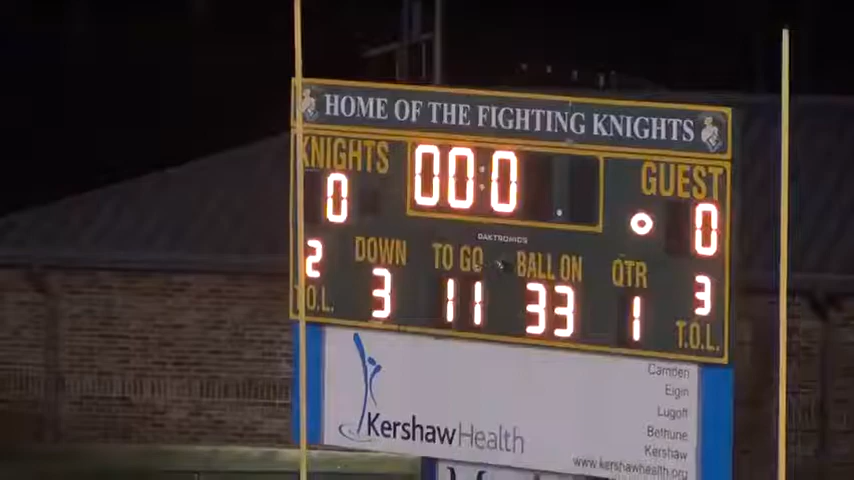 HOME OF THE FIGHTING KNIGHTS
KNIGHTS 00:0 GUEST
0 0
DAKTRONICS
DOWN TO GO BALL ON QTR
2 3 11 33 1 3
T.O.L. T.O.L.
Camden
Elgin
Lugoff
Bethune
Kershaw
KershawHealth
www.kershawhealth.org